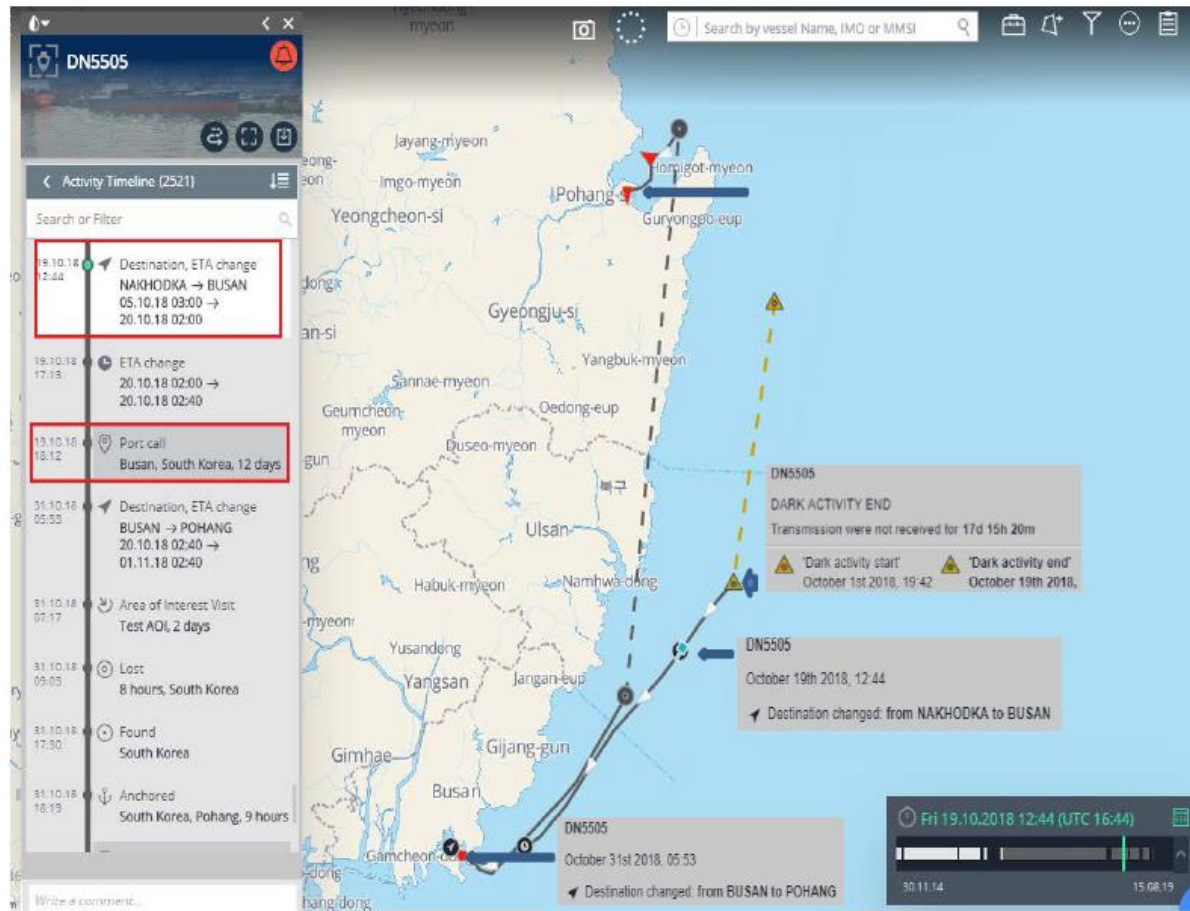 DN5505
Activity Timeline (2521)
Search or Filter
19.10.18 12:44
Destination, ETA change
NAKHODKA → BUSAN
05.10.18 03:00 →
20.10.18 02:00
19.10.18 17:13
ETA change
20.10.18 02:00 →
20.10.18 02:40
19.10.18 18:12
Port call
Busan, South Korea, 12 days
31.10.18 05:53
Destination, ETA change
BUSAN → POHANG
20.10.18 02:40 →
01.11.18 02:40
31.10.18 07:17
Area of Interest Visit
Test AOI, 2 days
31.10.18 09:05
Lost
8 hours, South Korea
31.10.18 17:30
Found
South Korea
31.10.18 18:19
Anchored
South Korea, Pohang, 9 hours
Write a comment...
Search by vessel Name, IMO or MMSI
Jayang-myeon
Imgo-myeon
Yeongcheon-si
Homigot-myeon
Pohang-s
Guryongpo-eup
Gyeongju-si
an-si
Yangbuk-myeon
Sannae-myeon
Geumcheon-myeon
Oedong-eup
Duseo-myeon
북구
Ulsan
Habuk-myeon
Namhwa-dong
-myeon
Yusandong
Yangsan
Jangan-eup
Gimhae
Gijang-gun
Busan
Gamcheon-do
DN5505
DARK ACTIVITY END
Transmission were not received for 17d 15h 20m
'Dark activity start'
October 1st 2018, 19:42
'Dark activity end'
October 19th 2018,
DN5505
October 19th 2018, 12:44
Destination changed: from NAKHODKA to BUSAN
DN5505
October 31st 2018, 05:53
Destination changed: from BUSAN to POHANG
Fri 19.10.2018 12:44 (UTC 16:44)
30.11.14
15.08.19